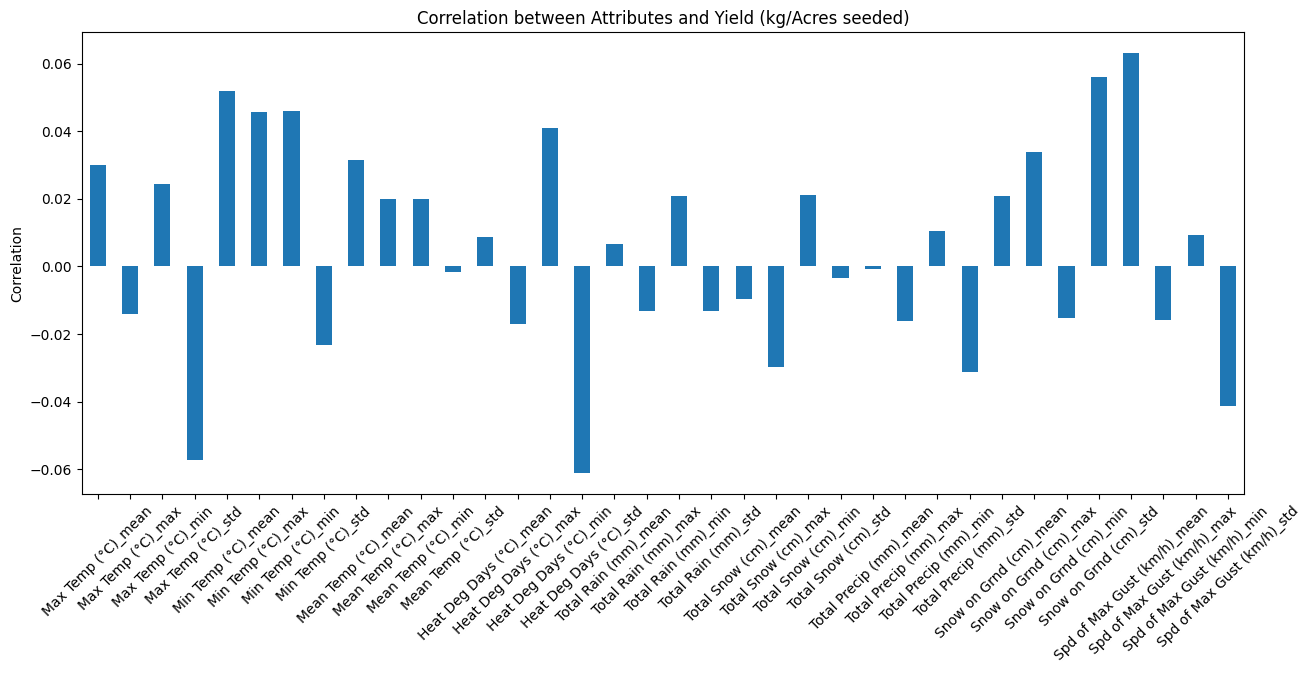 Correlation between Attributes and Yield (kg/Acres seeded)
Correlation
0.06
0.04
0.02
0.00
−0.02
−0.04
−0.06
Max Temp (°C)_mean
Max Temp (°C)_max
Max Temp (°C)_min
Max Temp (°C)_std
Min Temp (°C)_mean
Min Temp (°C)_max
Min Temp (°C)_min
Min Temp (°C)_std
Mean Temp (°C)_mean
Mean Temp (°C)_max
Mean Temp (°C)_min
Mean Temp (°C)_std
Heat Deg Days (°C)_mean
Heat Deg Days (°C)_max
Heat Deg Days (°C)_min
Heat Deg Days (°C)_std
Total Rain (mm)_mean
Total Rain (mm)_max
Total Rain (mm)_min
Total Rain (mm)_std
Total Snow (cm)_mean
Total Snow (cm)_max
Total Snow (cm)_min
Total Snow (cm)_std
Total Precip (mm)_mean
Total Precip (mm)_max
Total Precip (mm)_min
Total Precip (mm)_std
Snow on Grnd (cm)_mean
Snow on Grnd (cm)_max
Snow on Grnd (cm)_min
Snow on Grnd (cm)_std
Spd of Max Gust (km/h)_mean
Spd of Max Gust (km/h)_max
Spd of Max Gust (km/h)_min
Spd of Max Gust (km/h)_std